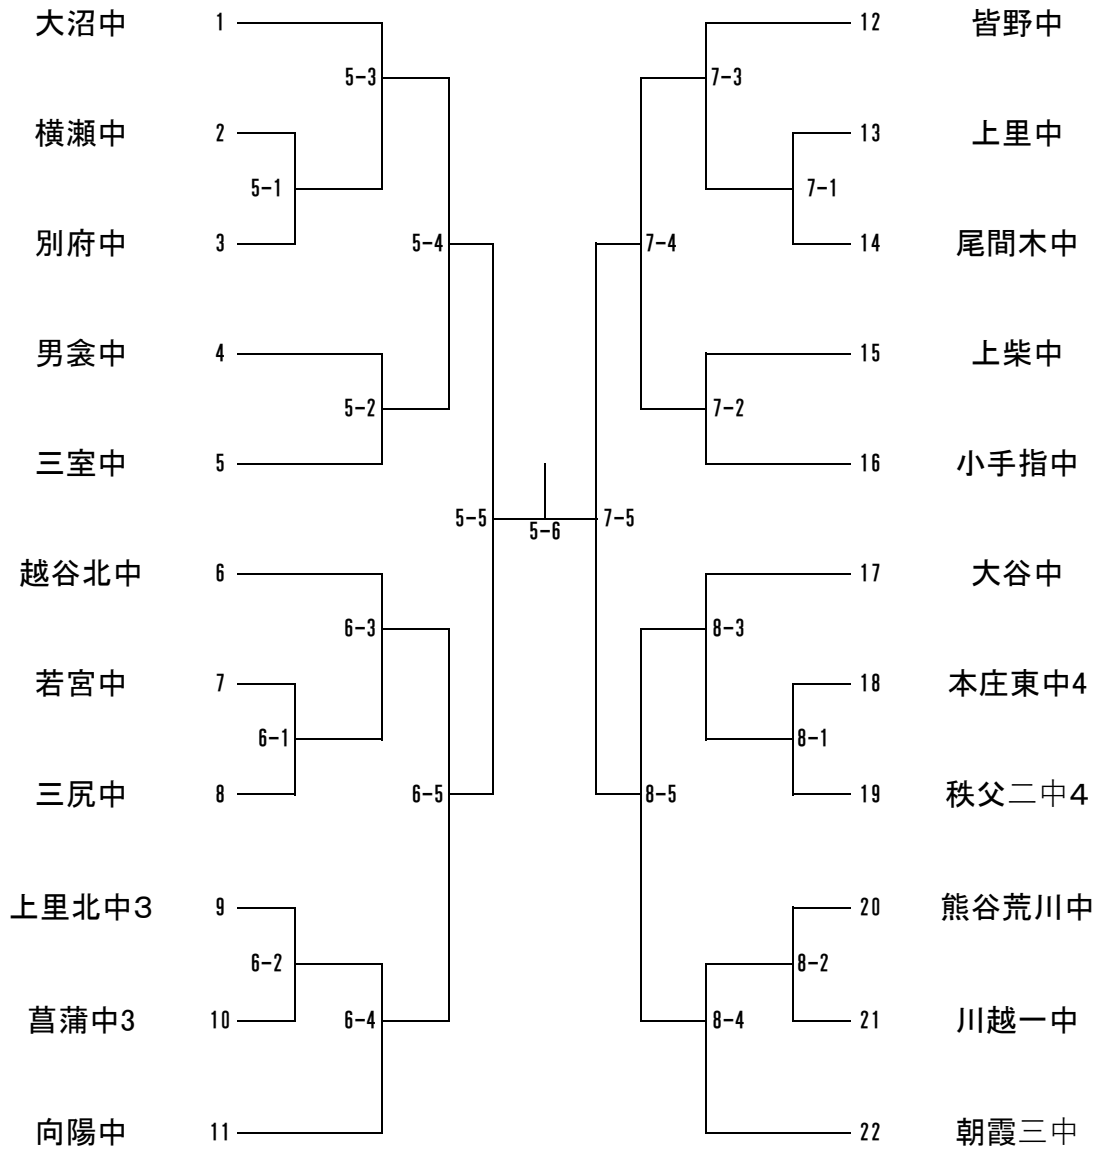 大沼中 1 12 皆野中
5-3 7-3
横瀬中 2 13 上里中
5-1 7-1
別府中 3 5-4 7-4 14 尾間木中
男衾中 4 15 上柴中
5-2 7-2
三室中 5 16 小手指中
5-5 5-6 7-5
越谷北中 6 17 大谷中
6-3 8-3
若宮中 7 18 本庄東中4
6-1 8-1
三尻中 8 6-5 8-5 19 秩父二中4
上里北中3 9 20 熊谷荒川中
6-2 8-2
菖蒲中3 10 6-4 8-4 21 川越一中
向陽中 11 22 朝霞三中